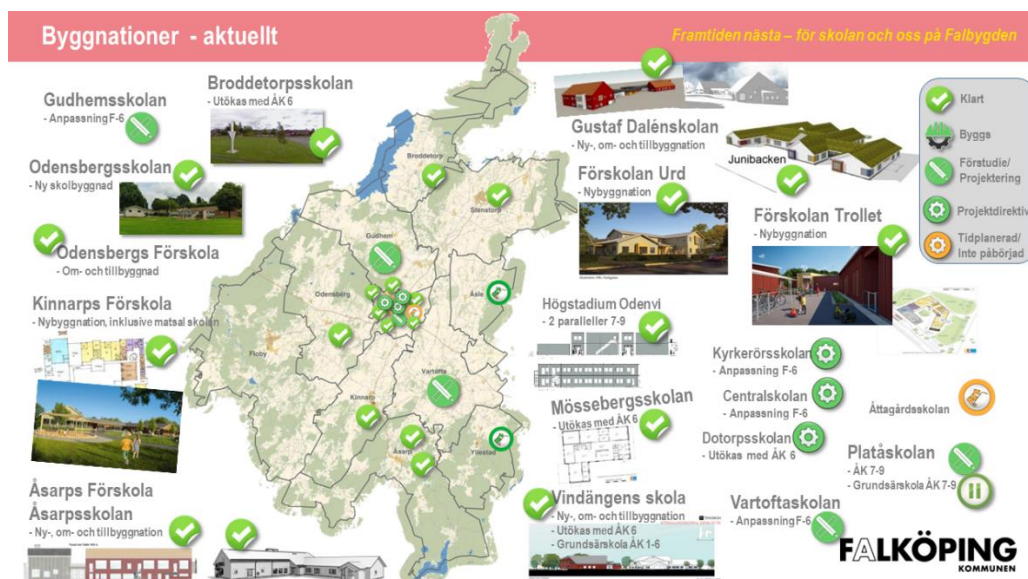 Byggnationer - aktuellt
Framtiden nästa – för skolan och oss på Falbygden
Gudhemsskolan
- Anpassning F-6
Broddetorpsskolan
- Utökas med ÅK 6
Odensbergsskolan
- Ny skolbyggnad
Odensbergs Förskola
- Om- och tillbyggnad
Kinnarps Förskola
- Nybyggnation, inklusive matsal skolan
Åsarps Förskola
Åsarpsskolan
- Ny-, om- och tillbyggnation
Broddetorp
Stenstorp
Gudhem
Odensberg
Åsle
Floby
Vartofta
Kinnarp
Åsarp
Yllestad
Gustaf Dalénskolan
- Ny-, om- och tillbyggnation
Junibacken
Förskolan Urd
- Nybyggnation
Förskolan Trollet
- Nybyggnation
Högstadium Odenvi
- 2 paralleller 7-9
Mössebergsskolan
- Utökas med ÅK 6
Vindängens skola
- Ny-, om- och tillbyggnation
- Utökas med ÅK 6
- Grundsärskola ÅK 1-6
Kyrkerörsskolan
- Anpassning F-6
Centralskolan
- Anpassning F-6
Dotorpsskolan
- Utökas med ÅK 6
Åttagårdsskolan
Platåskolan
- ÅK 7-9
- Grundsärskola ÅK 7-9
Vartoftaskolan
- Anpassning F-6
Klart
Byggs
Förstudie/
Projektering
Projektdirektiv
Tidplanerad/
Inte påbörjad
FALKÖPING
KOMMUNEN